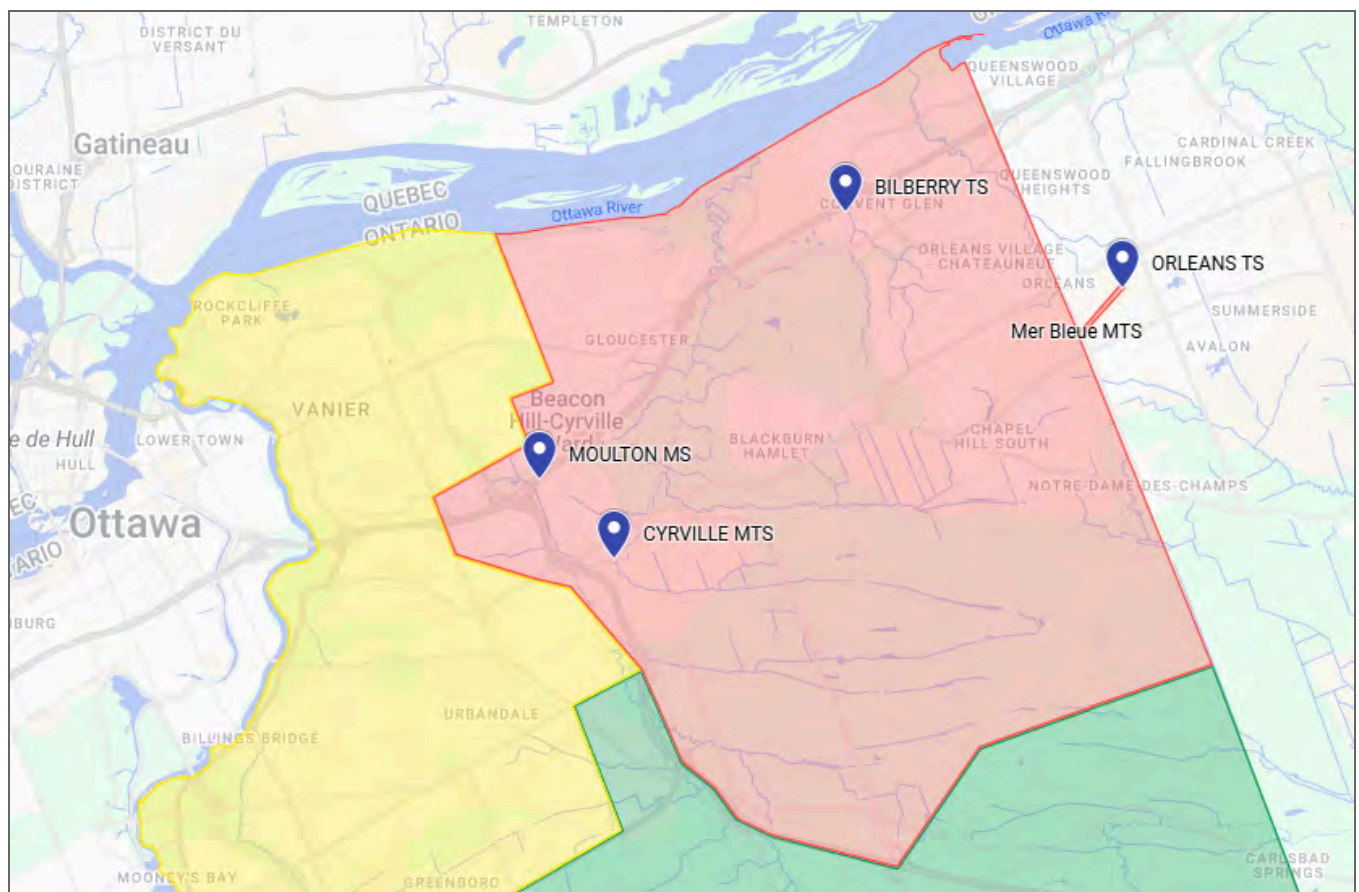 TEMPLETON
DISTRICT DU
VERSANT
Ottawa
QUEENSWOOD
VILLAGE
Gatineau
CARDINAL CREEK
FALLINGBROOK
QUEBEC
ONTARIO
Ottawa River
QUEENSWOOD
HEIGHTS
BILBERRY TS
GLEN
ORLEANS VILLAGE
- CHATEAUNEUF
ORLEANS TS
ORLÉANS
ROCKCLIFFE
PARK
SUMMERSIDE
Mer Bleue MTS
GLOUCESTER
AVALON
VANIER
Beacon
Hill-Cyrville
e de Hull
LOWER TOWN
BLACKBURN
HAMLET
CHAPEL
HILL SOUTH
MOULTON MS
HULL
NOTRE-DAME-DES-CHAMPS
Ottawa
CYRVILLE MTS
URBANDALE
BILLINGS BRIDGE
CARLSBAD
SPRINGS
MOONEY'S BAY
GREENBORO